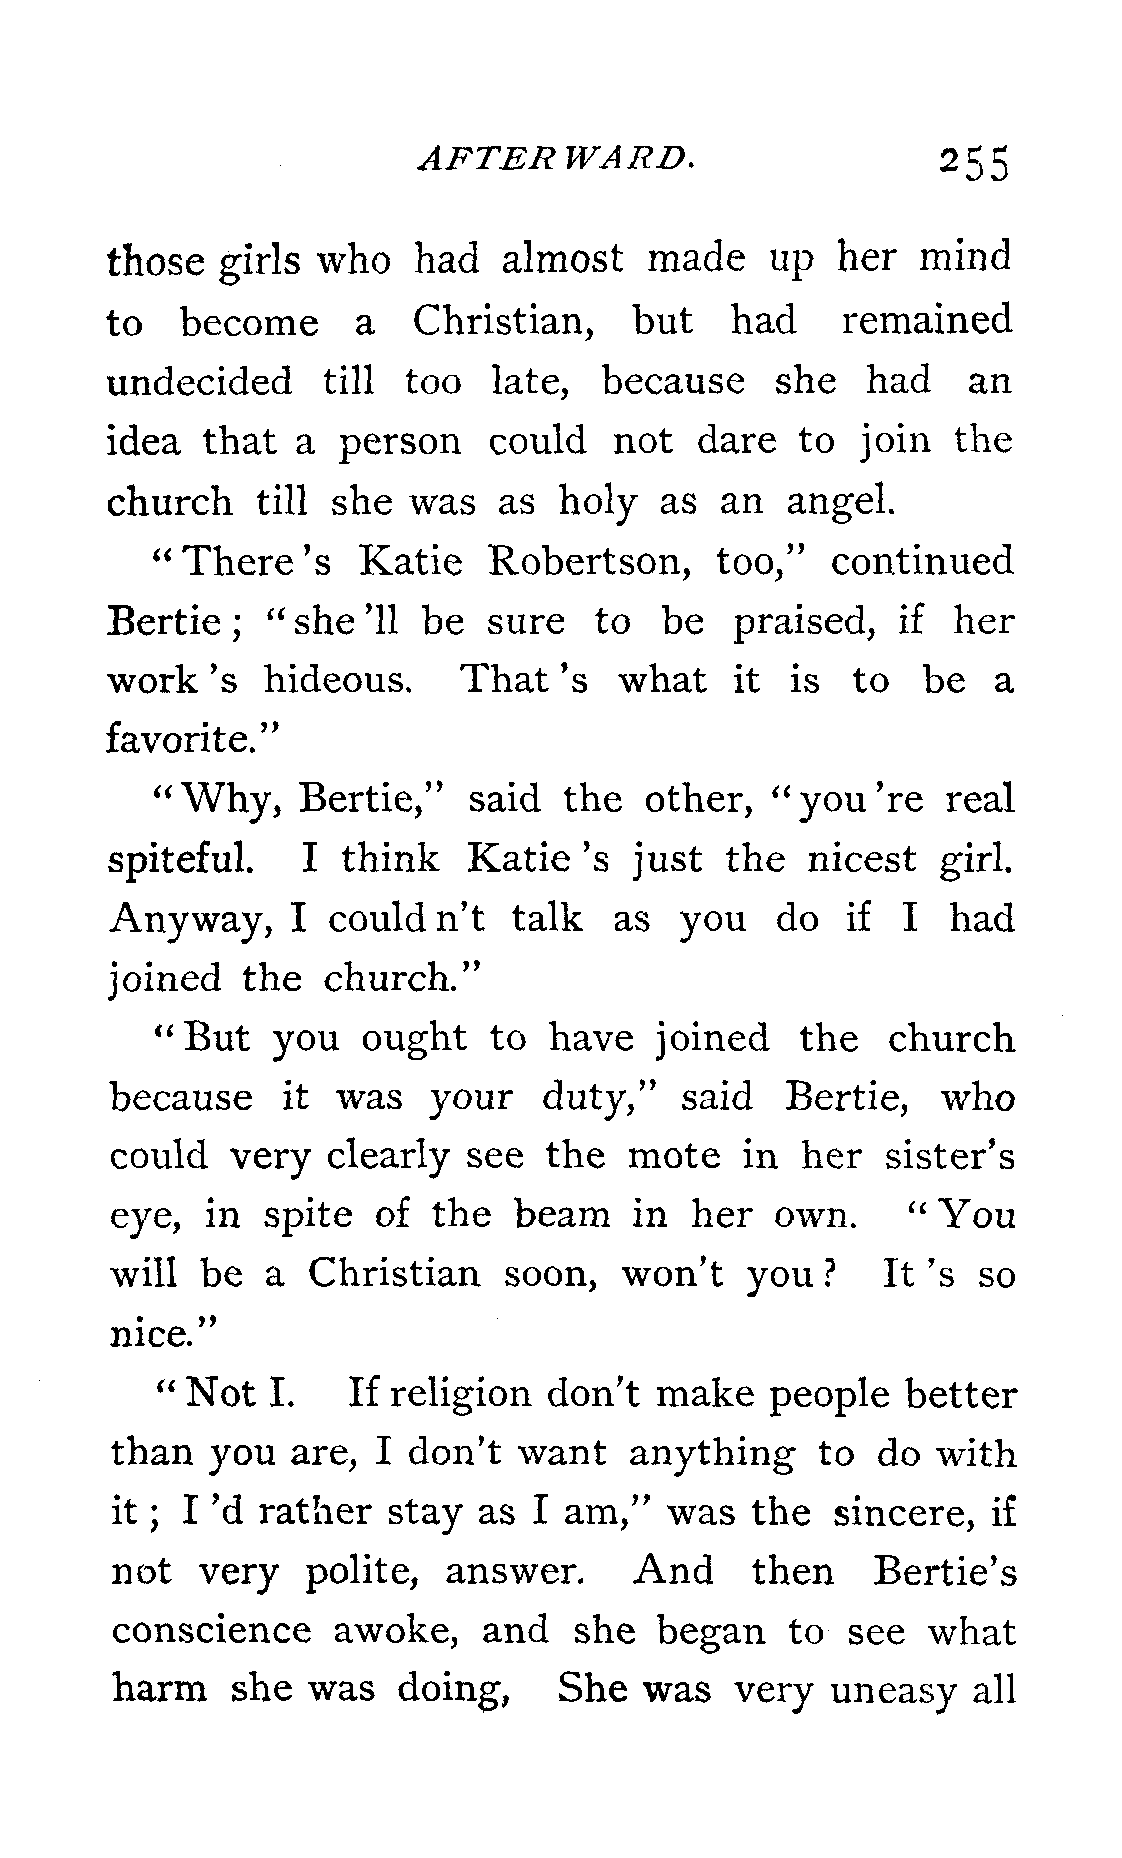 AFTERWARD. 255
those girls who had almost made up her mind
to become a Christian, but had remained
undecided till too late, because she had an
idea that a person could not dare to join the
church till she was as holy as an angel.
"There 's Katie Robertson, too," continued
Bertie; "she 'll be sure to be praised, if her
work 's hideous. That 's what it is to be a
favorite."
"Why, Bertie," said the other, "you 're real
spiteful. I think Katie 's just the nicest girl.
Anyway, I could n't talk as you do if I had
joined the church."
"But you ought to have joined the church
because it was your duty," said Bertie, who
could very clearly see the mote in her sister's
eye, in spite of the beam in her own. "You
will be a Christian soon, won't you? It 's so
nice."
"Not I. If religion don't make people better
than you are, I don't want anything to do with
it; I 'd rather stay as I am," was the sincere, if
not very polite, answer. And then Bertie's
conscience awoke, and she began to see what
harm she was doing, She was very uneasy all